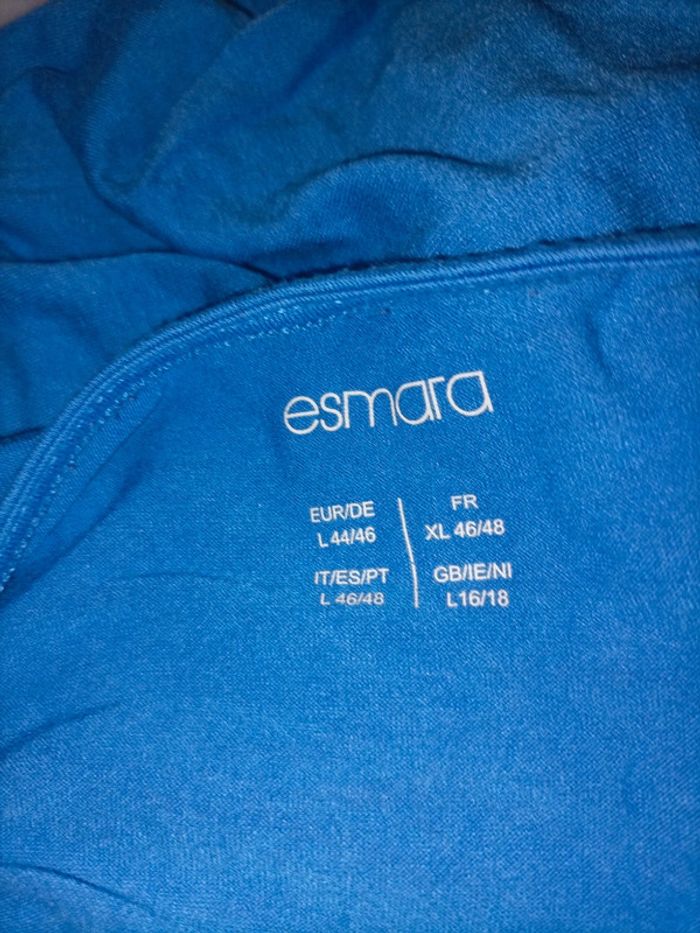 esmara
EUR/DE
L 44/46
FR
XL 46/48
IT/ES/PT
L 46/48
GB/IE/NI
L16/18